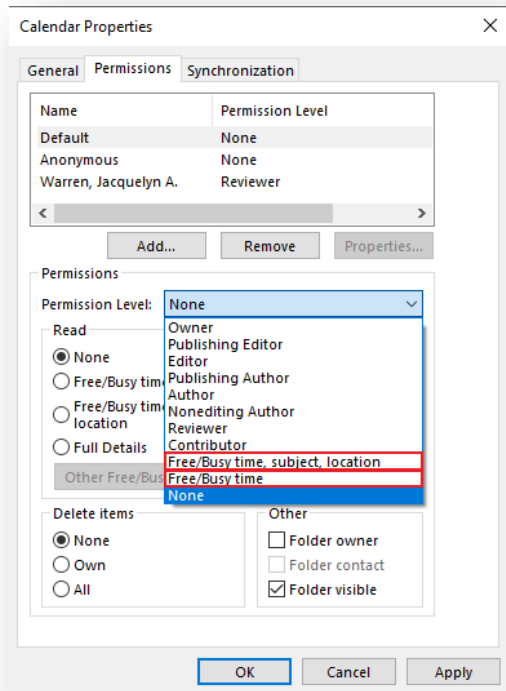 Calendar Properties
General Permissions Synchronization
Name Permission Level
Default None
Anonymous None
Warren, Jacquelyn A. Reviewer
Add... Remove Properties...
Permissions
Permission Level: None
Owner
Publishing Editor
Editor
Publishing Author
Author
Nonediting Author
Reviewer
Contributor
Free/Busy time, subject, location
Free/Busy time
None
Read
None
Free/Busy
Free/Busy
location
Full Details
Other
Delete items
None
Own
All
Other
Folder owner
Folder contact
Folder visible
OK Cancel Apply